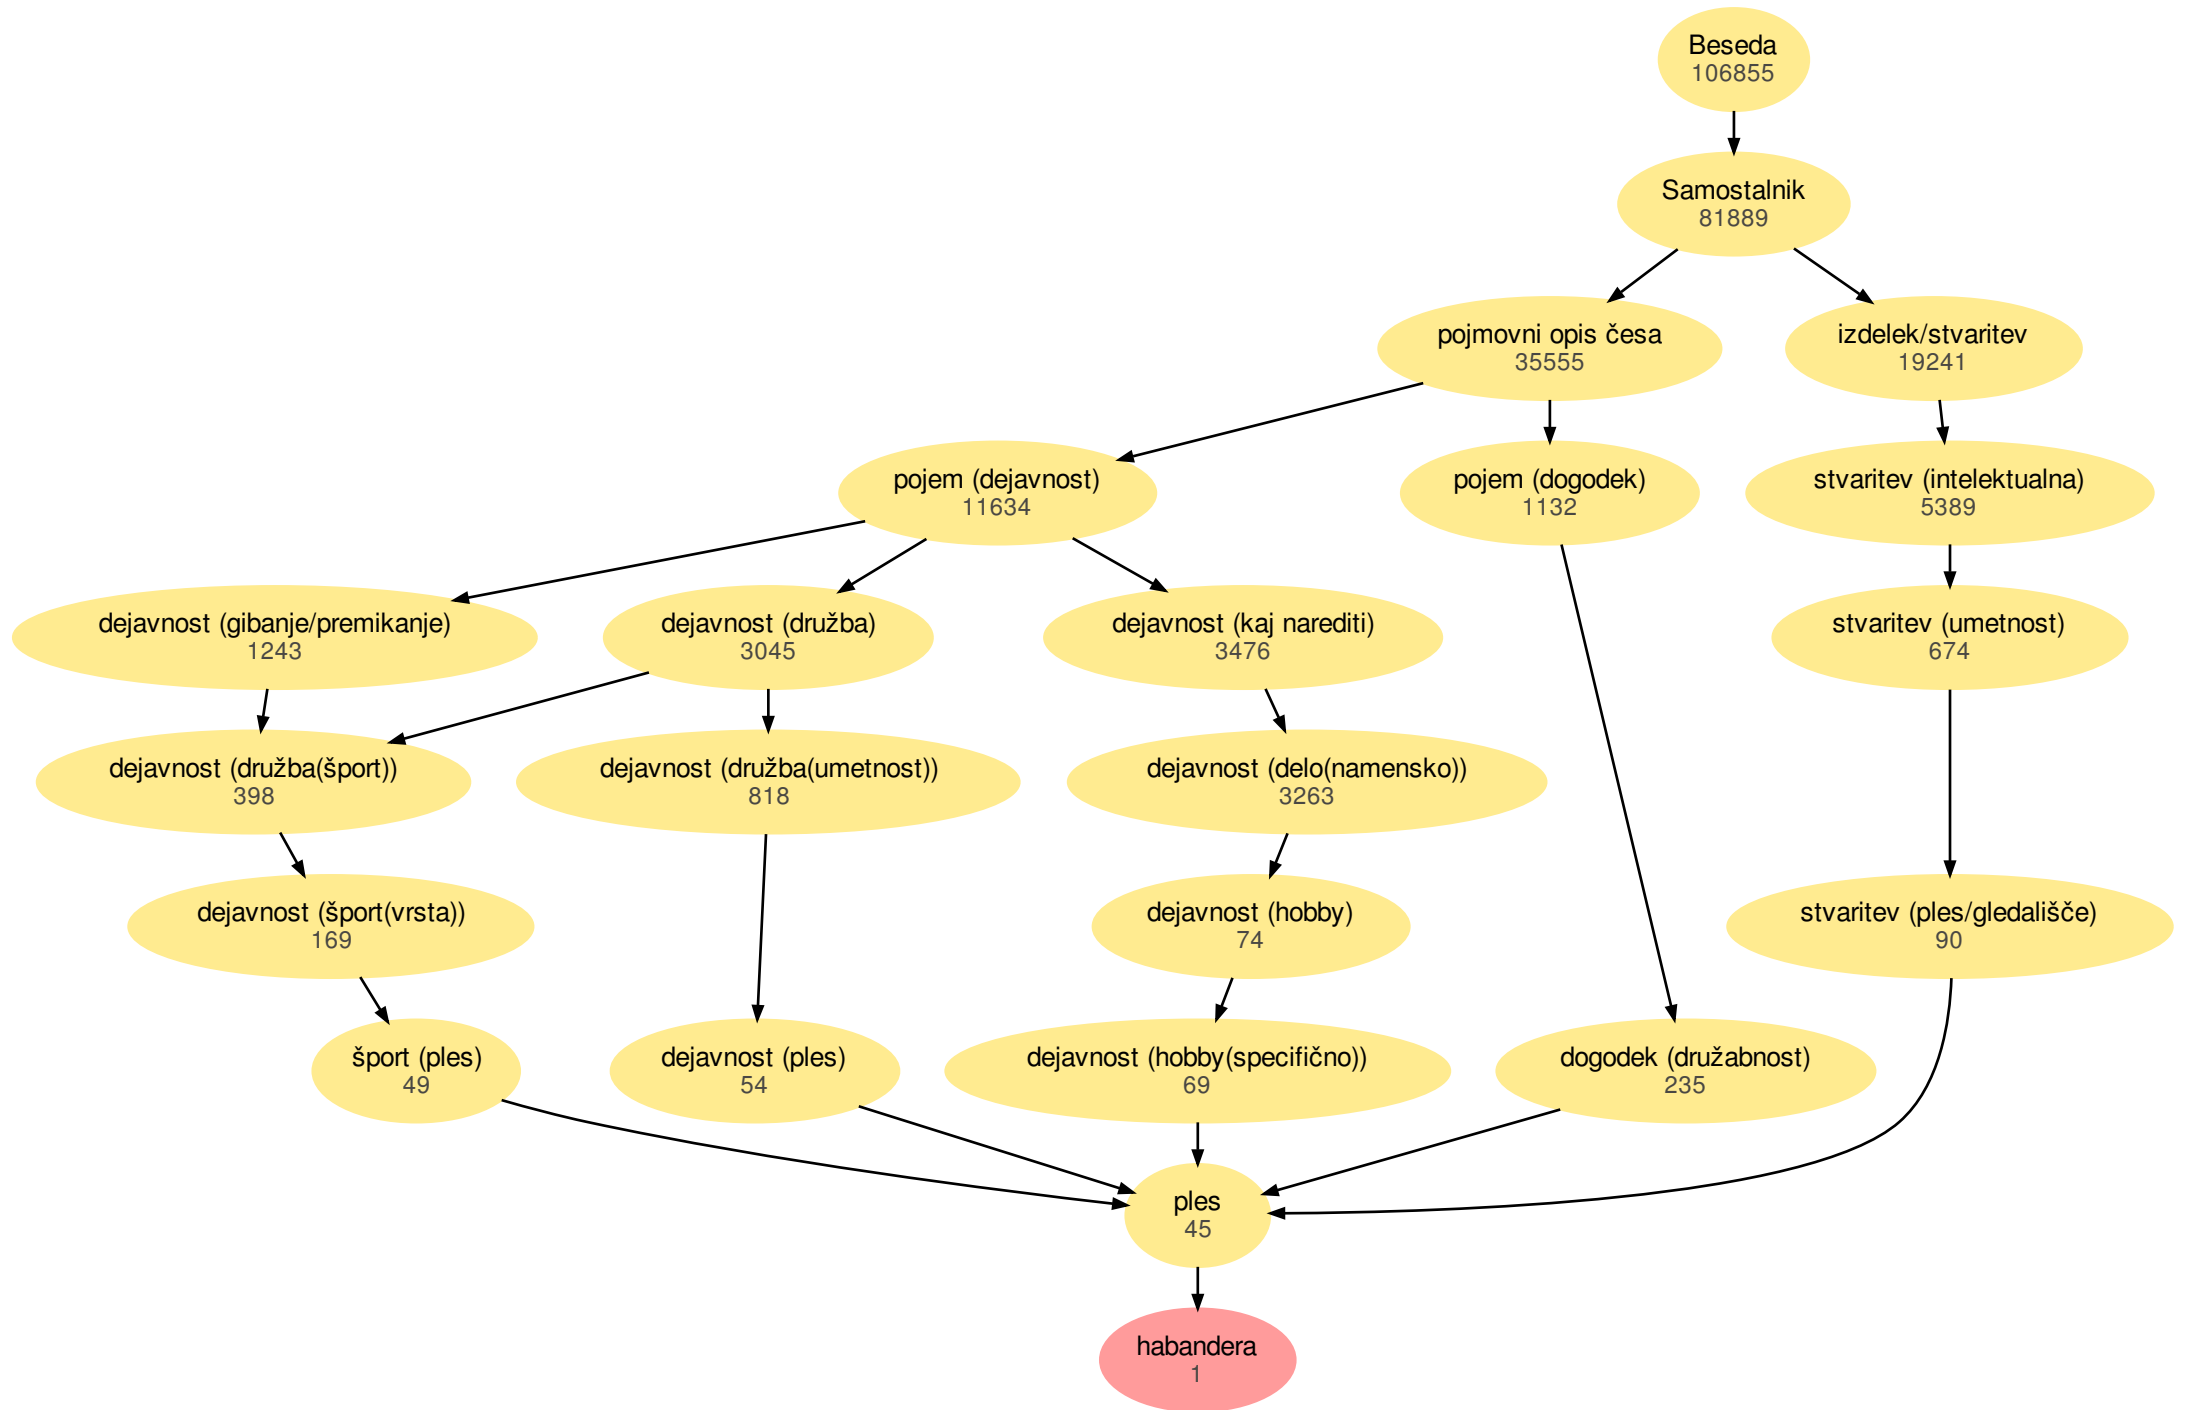 Beseda
106855
Samostalnik
81889
pojmovni opis česa
35555
izdelek/stvaritev
19241
pojem (dejavnost)
11634
pojem (dogodek)
1132
stvaritev (intelektualna)
5389
dejavnost (gibanje/premikanje)
1243
dejavnost (družba)
3045
dejavnost (kaj narediti)
3476
stvaritev (umetnost)
674
dejavnost (družba(šport))
398
dejavnost (družba(umetnost))
818
dejavnost (delo(namensko))
3263
dejavnost (šport(vrsta))
169
dejavnost (hobby)
74
stvaritev (ples/gledališče)
90
šport (ples)
49
dejavnost (ples)
54
dejavnost (hobby(specifično))
69
dogodek (družabnost)
235
ples
45
habandera
1